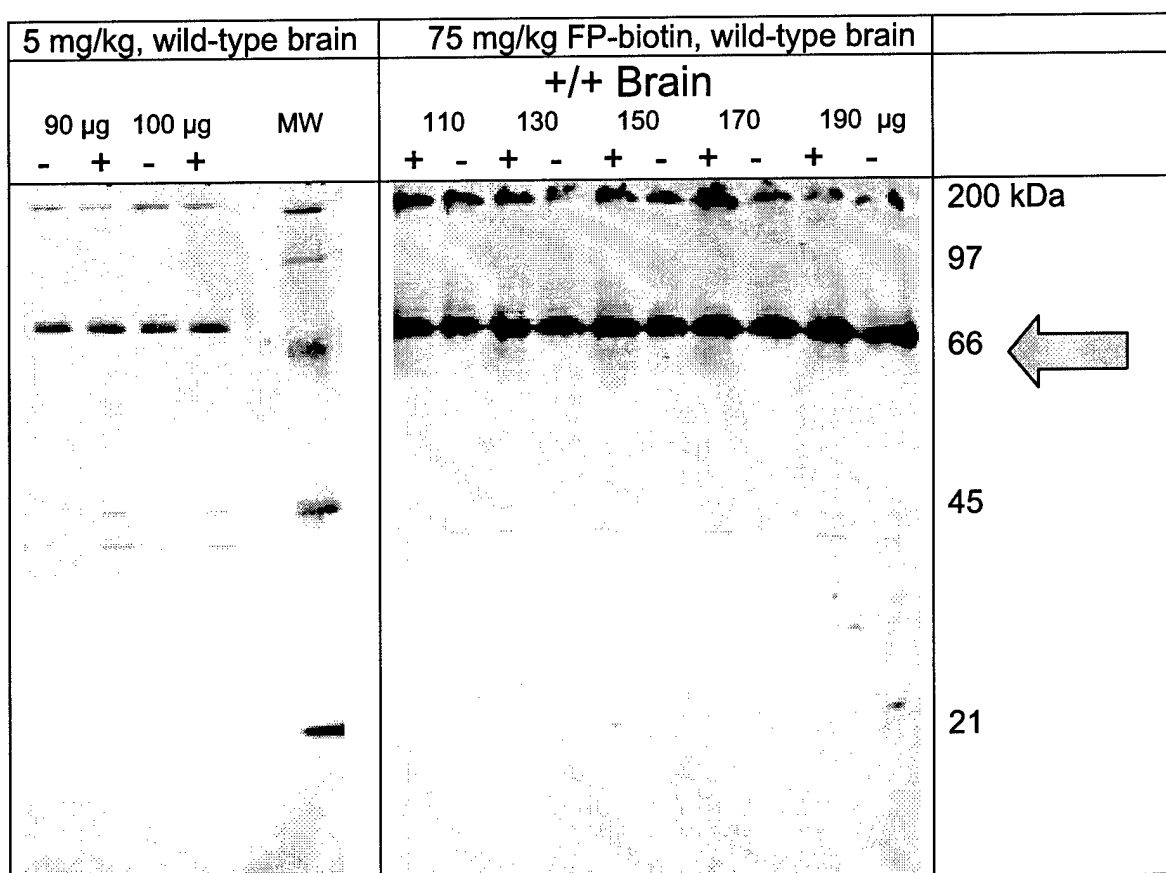 5 mg/kg, wild-type brain
75 mg/kg FP-biotin, wild-type brain
+/+ Brain
90 µg 100 µg MW
110 130 150 170 190 µg
- + - +
+ - + - + - + - + -
200 kDa
97
66
45
21